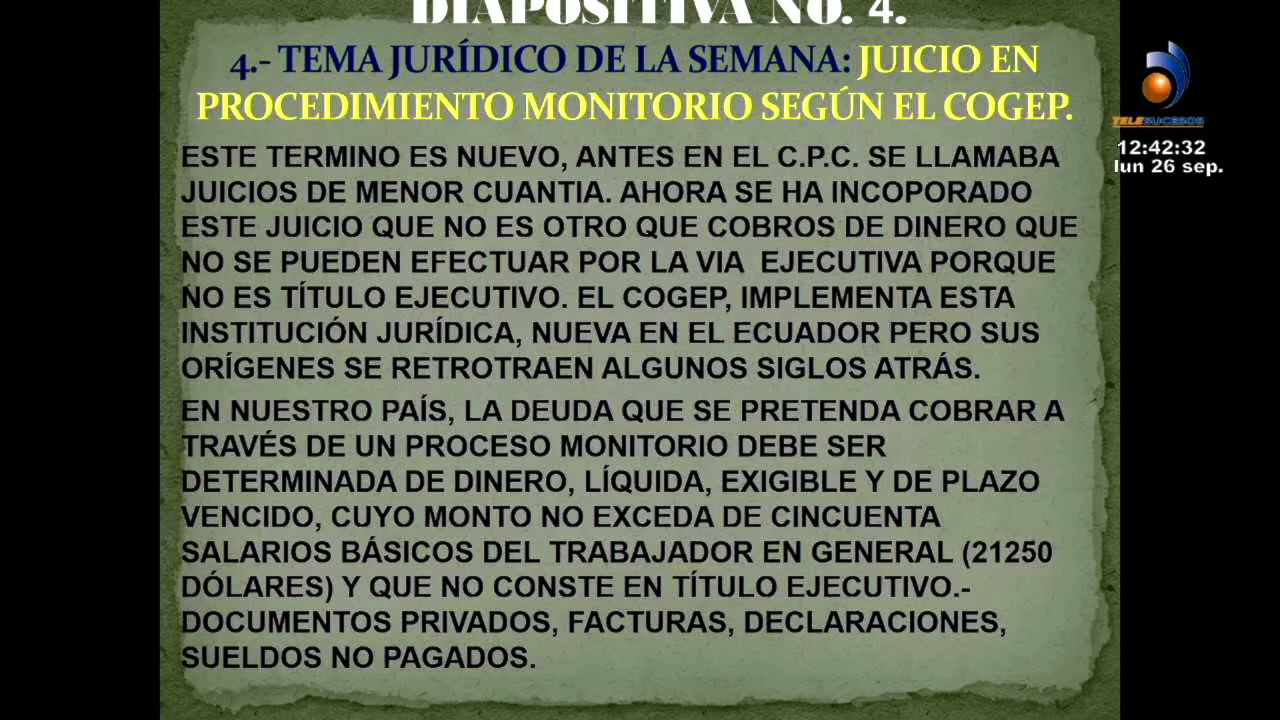 DIAPOSITIVA NO. 4.
4.- TEMA JURÍDICO DE LA SEMANA: JUICIO EN
PROCEDIMIENTO MONITORIO SEGÚN EL COGEP.
ESTE TERMINO ES NUEVO, ANTES EN EL C.P.C. SE LLAMABA
JUICIOS DE MENOR CUANTIA. AHORA SE HA INCOPORADO
ESTE JUICIO QUE NO ES OTRO QUE COBROS DE DINERO QUE
NO SE PUEDEN EFECTUAR POR LA VIA EJECUTIVA PORQUE
NO ES TÍTULO EJECUTIVO. EL COGEP, IMPLEMENTA ESTA
INSTITUCIÓN JURÍDICA, NUEVA EN EL ECUADOR PERO SUS
ORÍGENES SE RETROTRAEN ALGUNOS SIGLOS ATRÁS.
EN NUESTRO PAÍS, LA DEUDA QUE SE PRETENDA COBRAR A
TRAVÉS DE UN PROCESO MONITORIO DEBE SER
DETERMINADA DE DINERO, LÍQUIDA, EXIGIBLE Y DE PLAZO
VENCIDO, CUYO MONTO NO EXCEDA DE CINCUENTA
SALARIOS BÁSICOS DEL TRABAJADOR EN GENERAL (21250
DÓLARES) Y QUE NO CONSTE EN TÍTULO EJECUTIVO.-
DOCUMENTOS PRIVADOS, FACTURAS, DECLARACIONES,
SUELDOS NO PAGADOS.
TELESUCESOS
12:42:32
lun 26 sep.